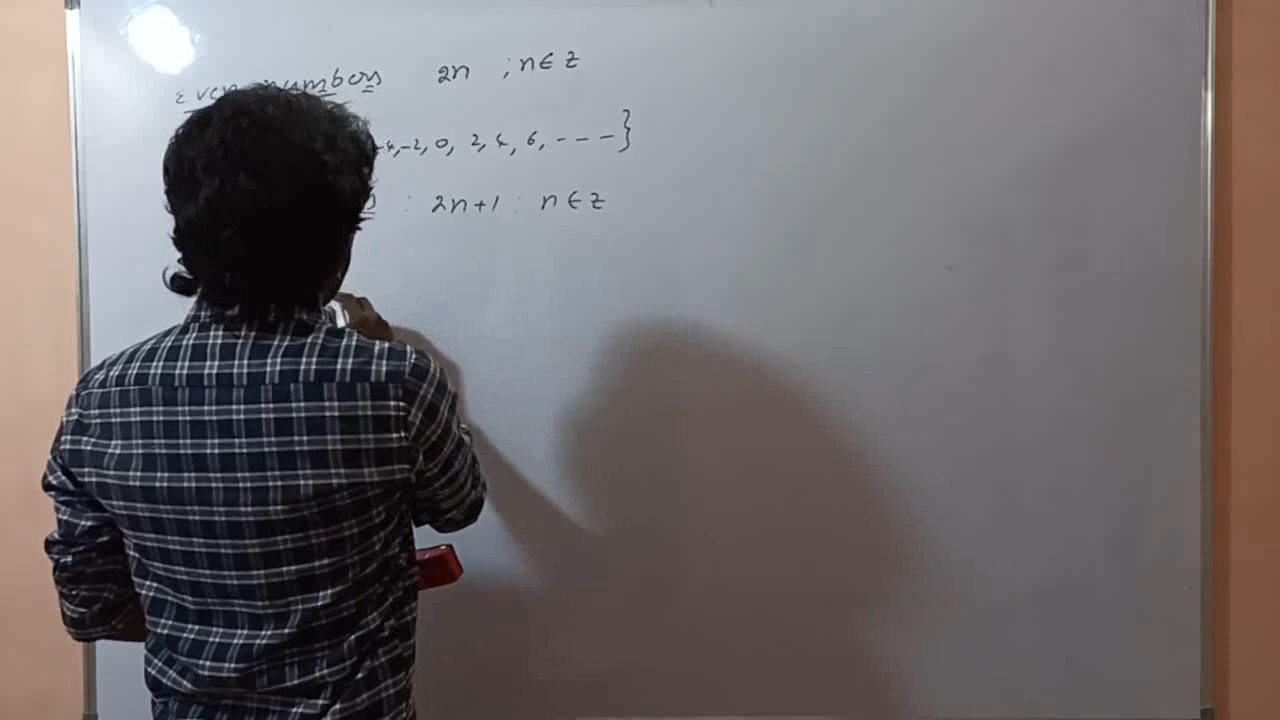 Even numbers 2n ; n ∈ z
-4, -2, 0, 2, 4, 6, - - - }
: 2n+1 : n ∈ z